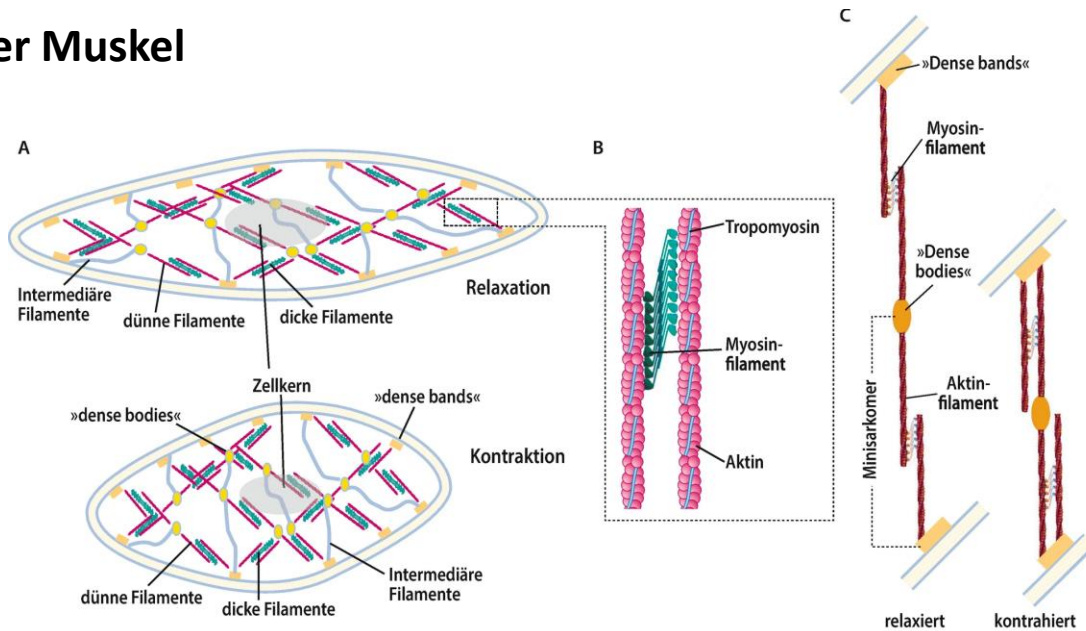 er Muskel
A
Intermediäre
Filamente
dünne Filamente
dicke Filamente
Relaxation
Zellkern
»dense bodies«
»dense bands«
Kontraktion
dünne Filamente
dicke Filamente
Intermediäre
Filamente
B
Tropomyosin
Myosin-
filament
Aktin
C
»Dense bands«
Myosin-
filament
»Dense
bodies«
Minisarkomer
Aktin-
filament
relaxiert
kontrahiert